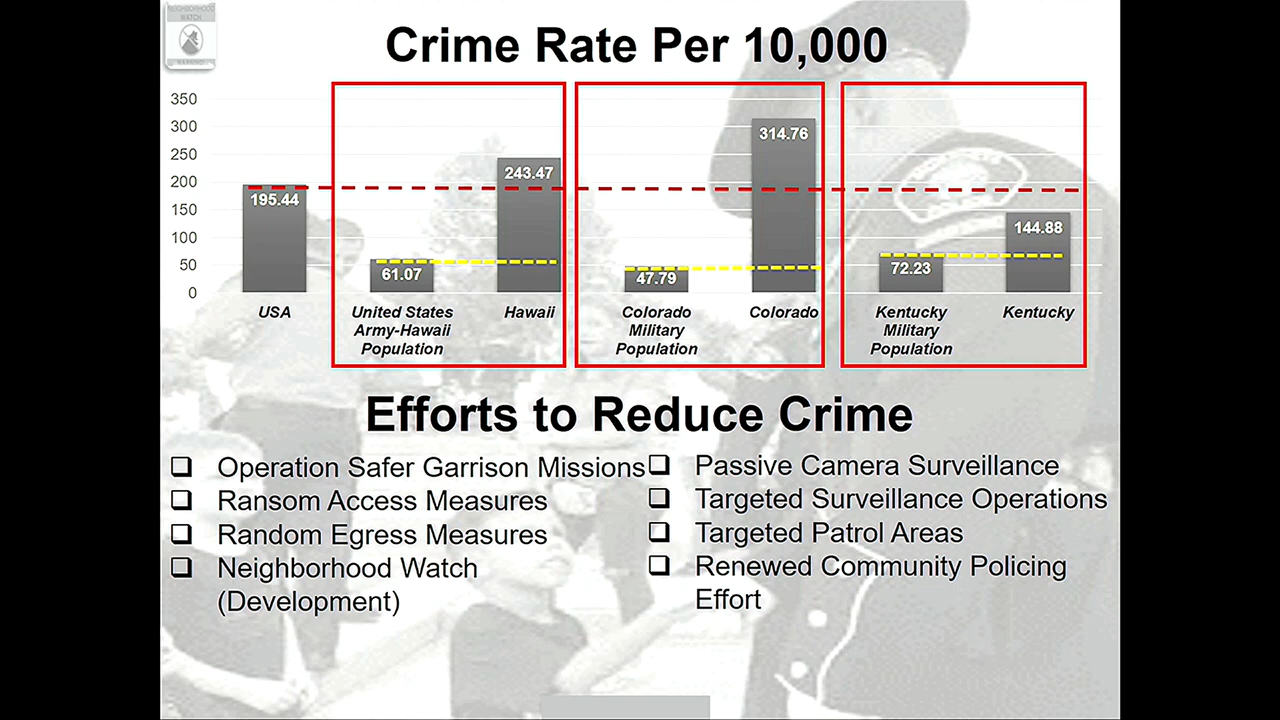 NEIGHBORHOOD
WATCH
Crime Rate Per 10,000
350
300
250
200
150
100
50
0
195.44
61.07
243.47
47.79
314.76
72.23
144.88
USA
United States
Army-Hawaii
Population
Hawaii
Colorado
Military
Population
Colorado
Kentucky
Military
Population
Kentucky
Efforts to Reduce Crime
Operation Safer Garrison Missions
Ransom Access Measures
Random Egress Measures
Neighborhood Watch
(Development)
Passive Camera Surveillance
Targeted Surveillance Operations
Targeted Patrol Areas
Renewed Community Policing
Effort